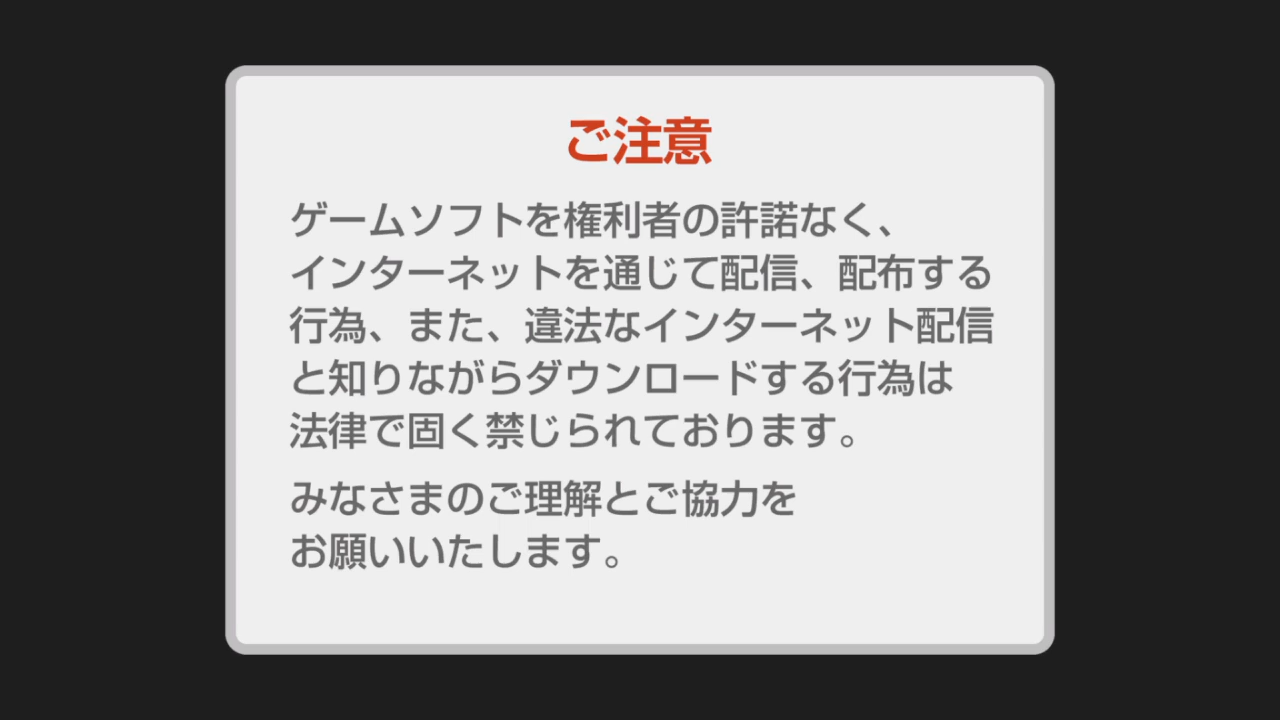 ご注意
ゲームソフトを権利者の許諾なく、
インターネットを通じて配信、配布する
行為、また、違法なインターネット配信
と知りながらダウンロードする行為は
法律で固く禁じられております。
みなさまのご理解とご協力を
お願いいたします。